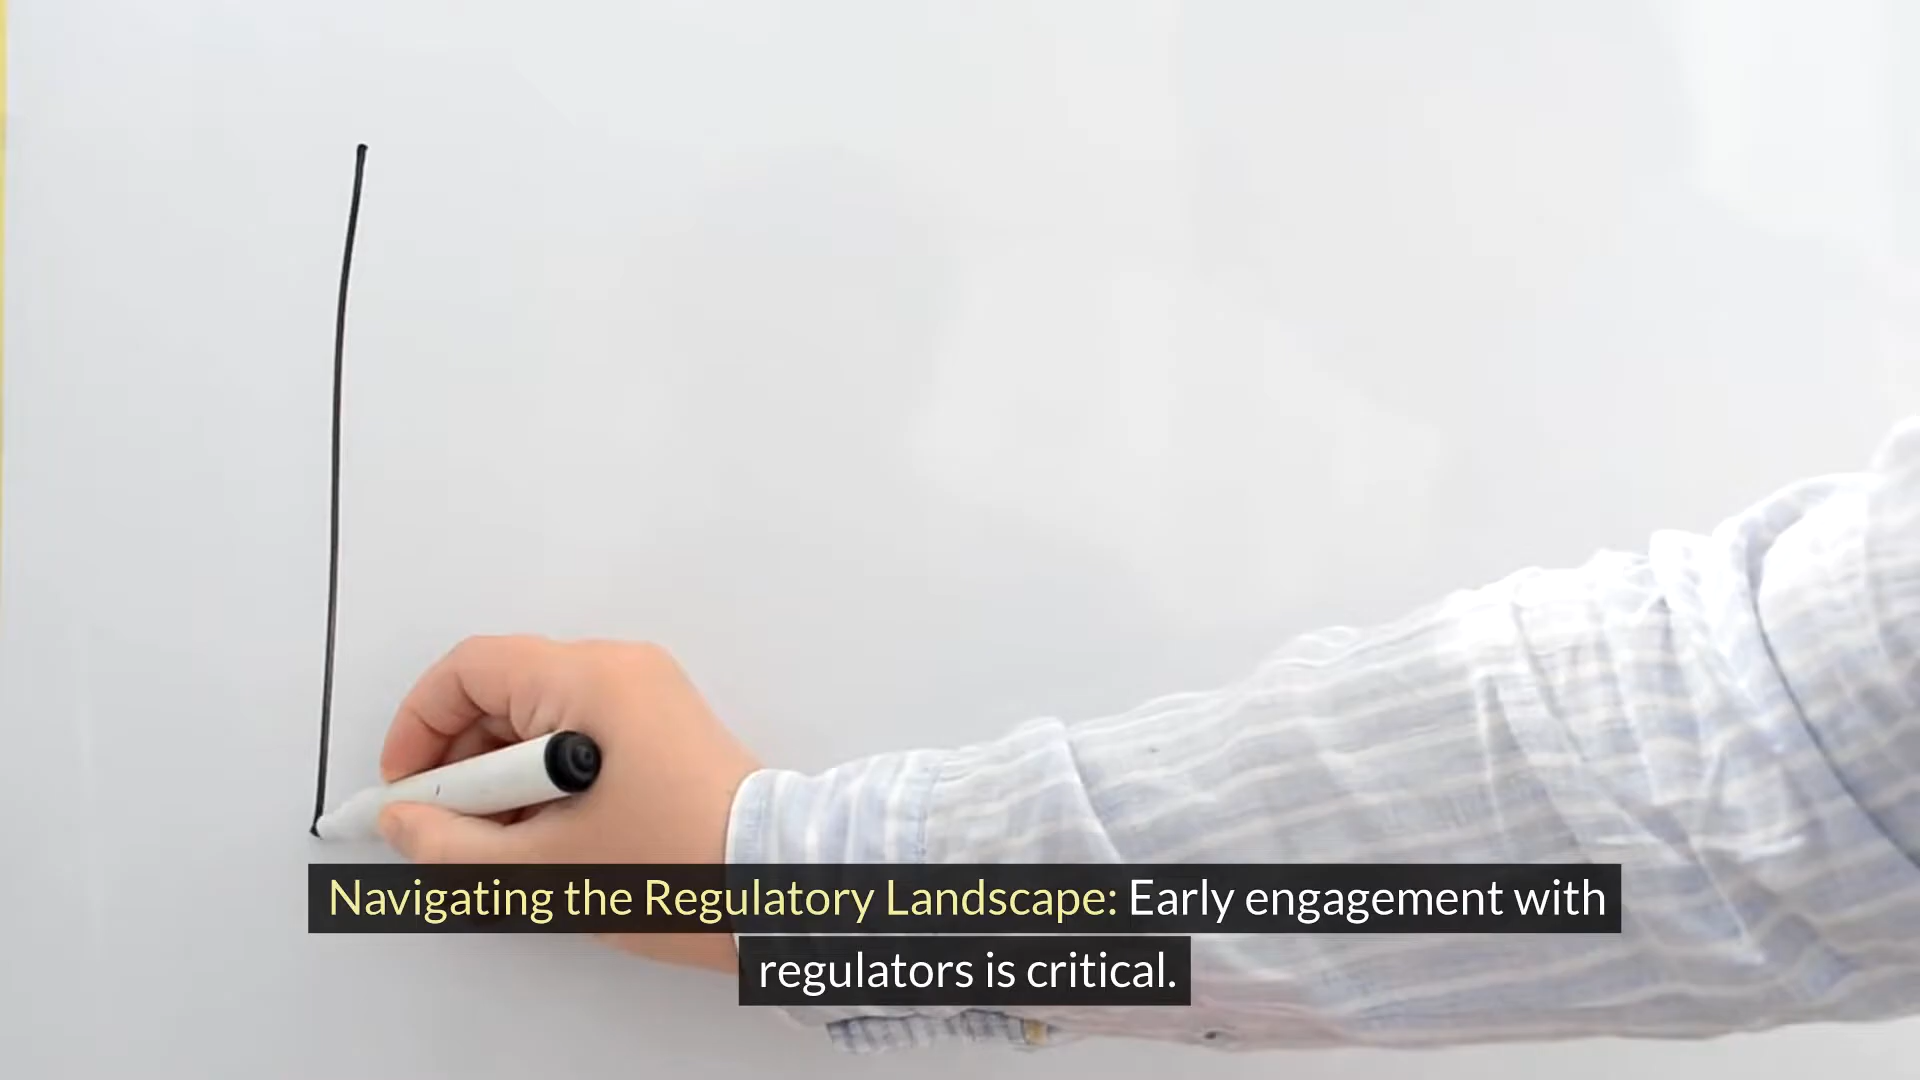 Navigating the Regulatory Landscape: Early engagement with
regulators is critical.